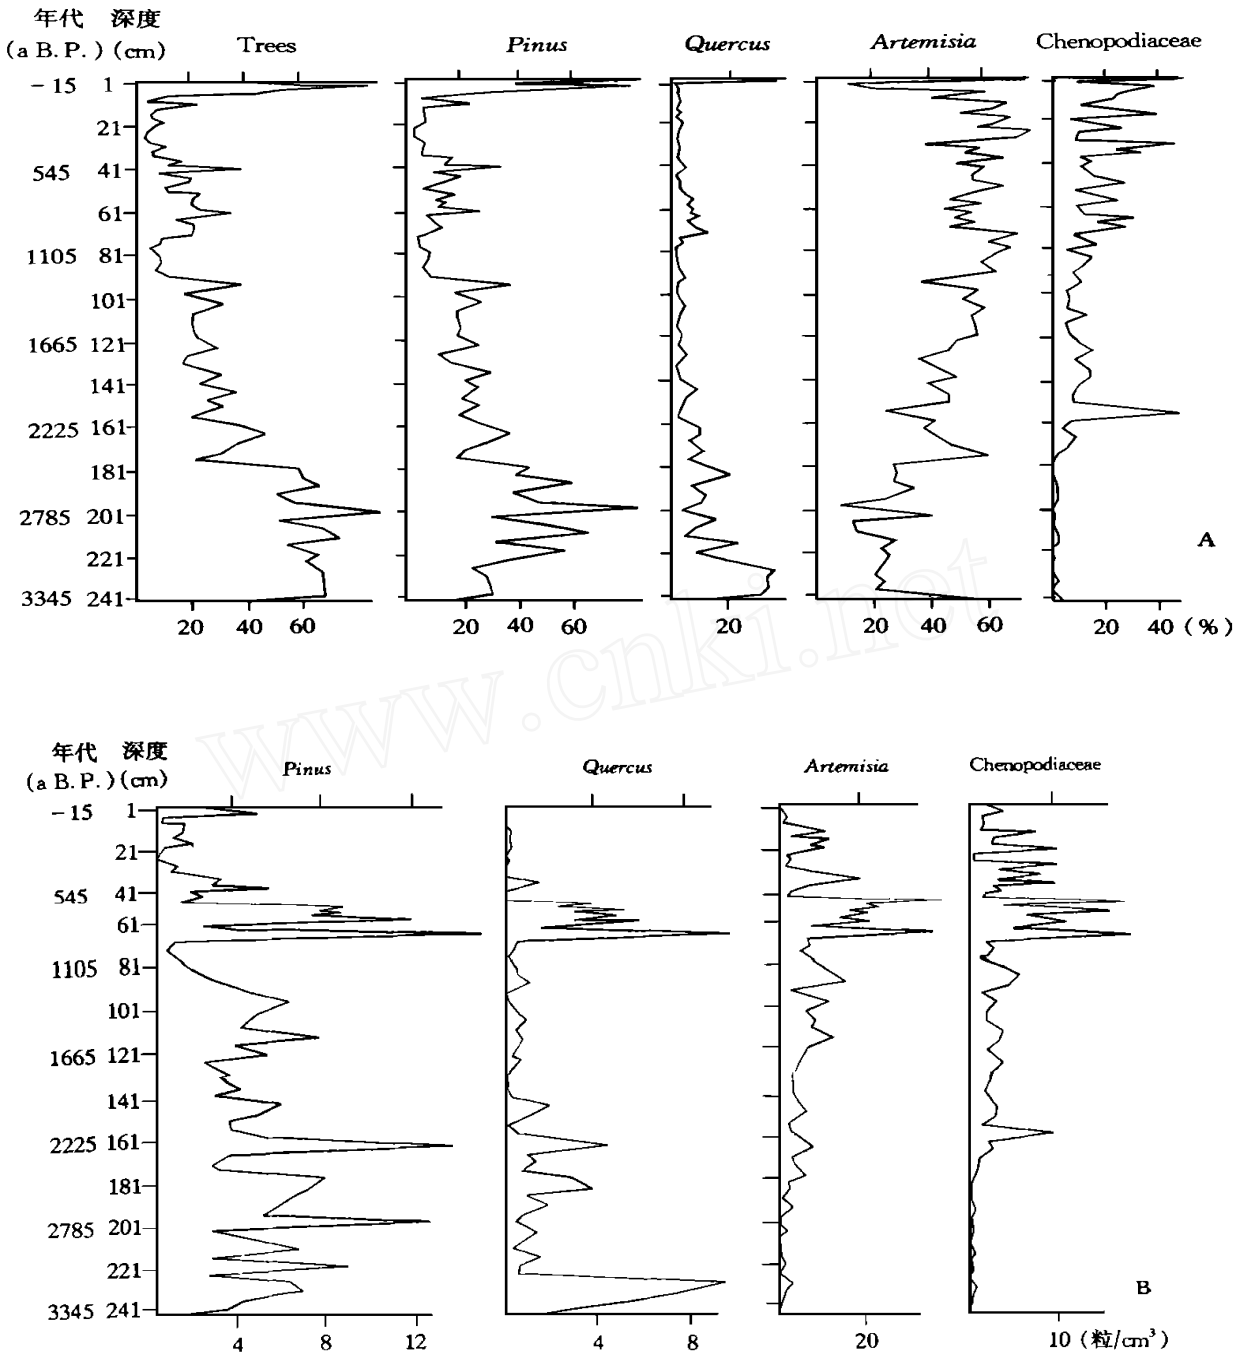 年代 深度
(a B.P.) (cm) Trees Pinus Quercus Artemisia Chenopodiaceae
-15 1
21
545 41
61
1105 81
101
1665 121
141
2225 161
181
2785 201
221
3345 241
A
20 40 60 20 40 60 20 20 40 60 20 40 (%)
www.cnki.net
年代 深度
(a B.P.) (cm) Pinus Quercus Artemisia Chenopodiaceae
-15 1
21
545 41
61
1105 81
101
1665 121
141
2225 161
181
2785 201
221
3345 241
B
4 8 12 4 8 20 10 (粒/cm³)